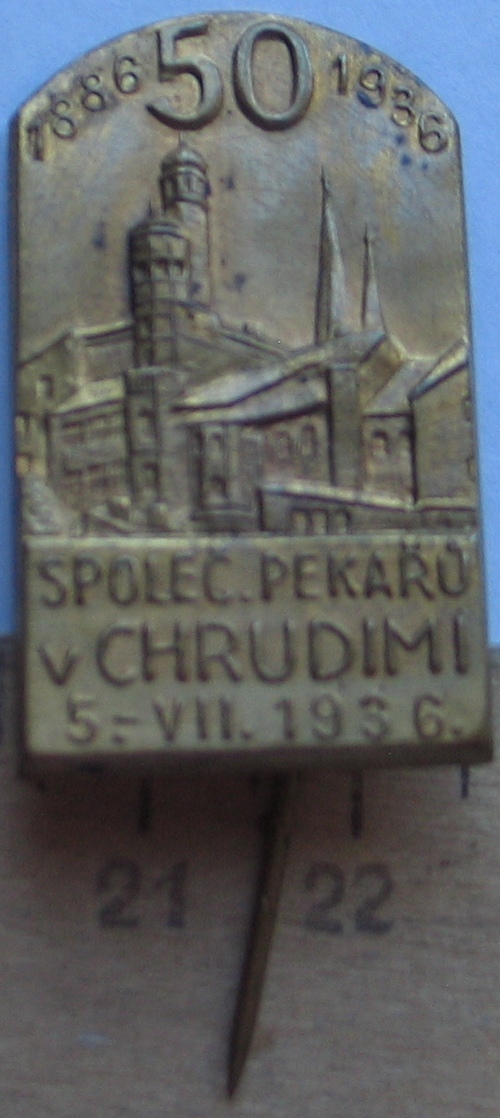 1886 50 1936
SPOLEČ. PEKAŘŮ
v CHRUDIMI
5.-VII. 1936.
21 22